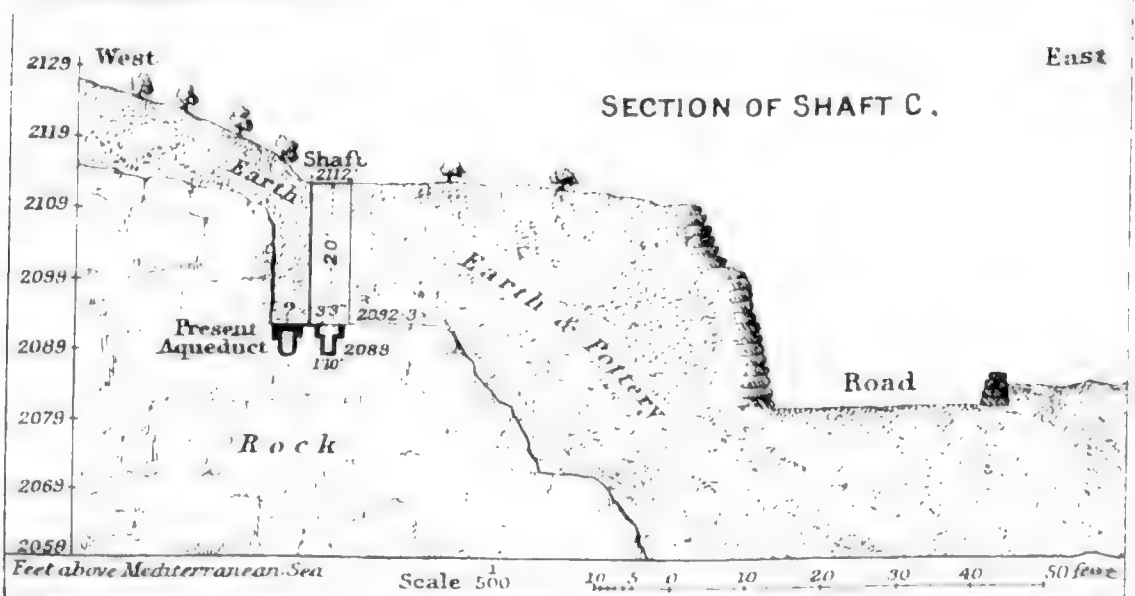 West
East
SECTION OF SHAFT C.
2129
2119
2109
2099
2089
2079
2069
2059
Shaft
2112
Earth
20
?
3'3"
2092·3
Present
Aqueduct
2089
1'10"
Earth & Pottery
Road
Rock
Feet above Mediterranean Sea
Scale 1/500
10 5 0 10 20 30 40 50 feet